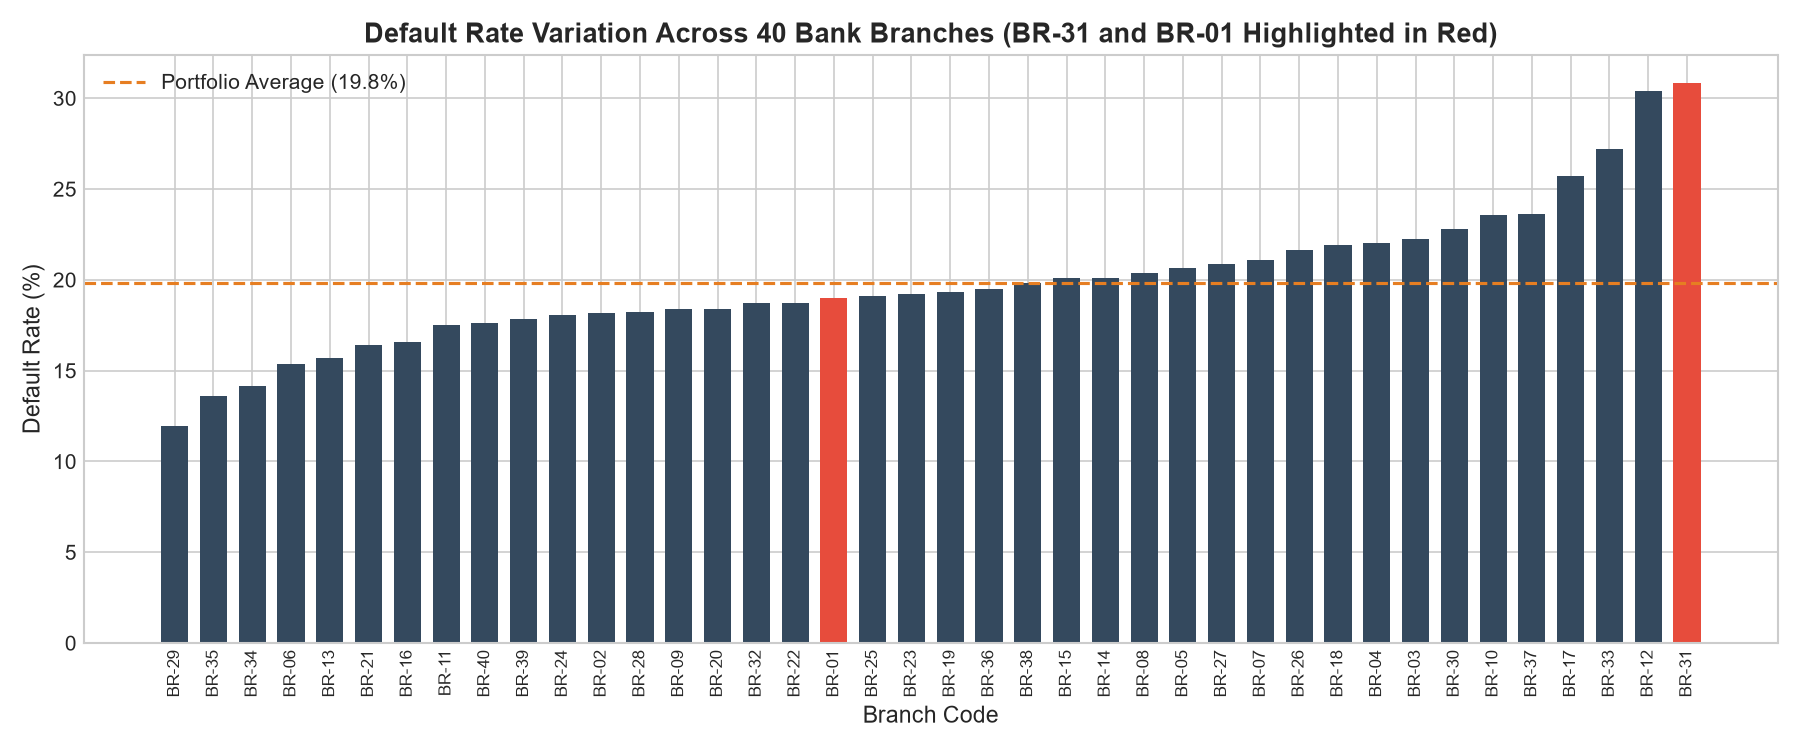 Default Rate Variation Across 40 Bank Branches (BR-31 and BR-01 Highlighted in Red)
Portfolio Average (19.8%)
Default Rate (%)
30
25
20
15
10
5
0
BR-29 BR-35 BR-34 BR-06 BR-13 BR-21 BR-16 BR-11 BR-40 BR-39 BR-24 BR-02 BR-28 BR-09 BR-20 BR-32 BR-22 BR-01 BR-25 BR-23 BR-19 BR-36 BR-38 BR-15 BR-14 BR-08 BR-05 BR-27 BR-07 BR-26 BR-18 BR-04 BR-03 BR-30 BR-10 BR-37 BR-17 BR-33 BR-12 BR-31
Branch Code